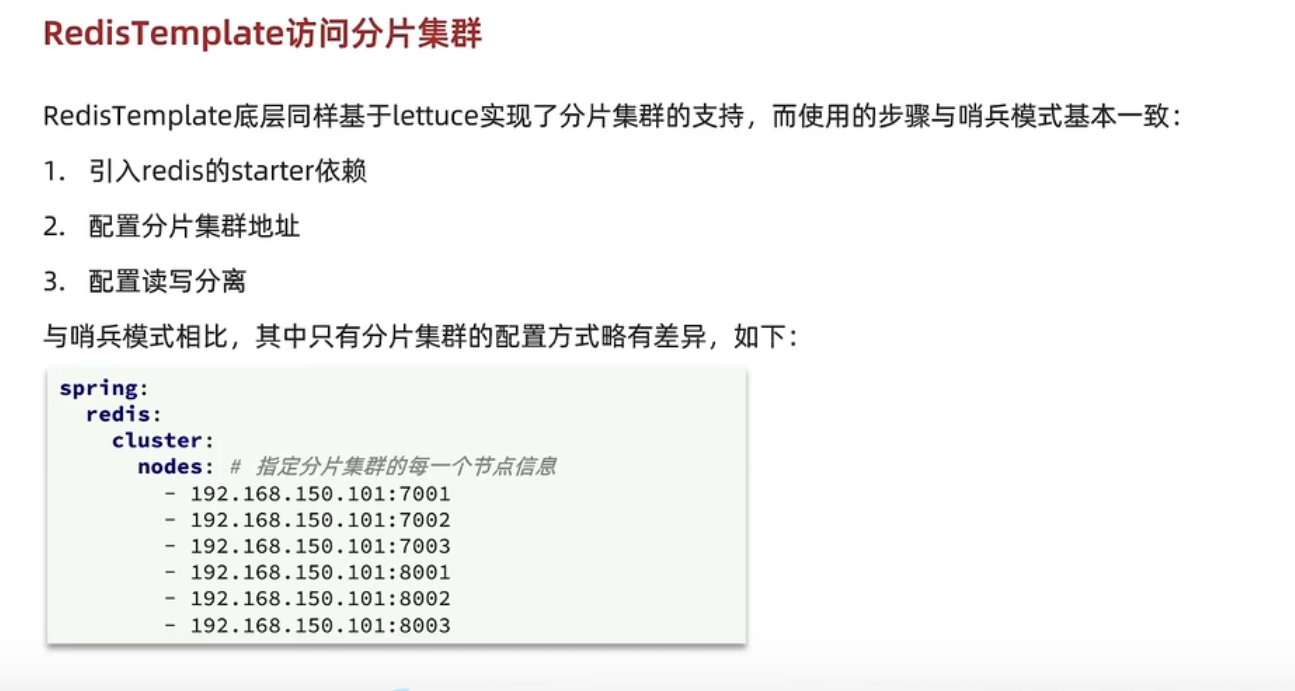 RedisTemplate访问分片集群
RedisTemplate底层同样基于lettuce实现了分片集群的支持，而使用的步骤与哨兵模式基本一致：
1. 引入redis的starter依赖
2. 配置分片集群地址
3. 配置读写分离
与哨兵模式相比，其中只有分片集群的配置方式略有差异，如下：
spring:
  redis:
    cluster:
      nodes: # 指定分片集群的每一个节点信息
        - 192.168.150.101:7001
        - 192.168.150.101:7002
        - 192.168.150.101:7003
        - 192.168.150.101:8001
        - 192.168.150.101:8002
        - 192.168.150.101:8003